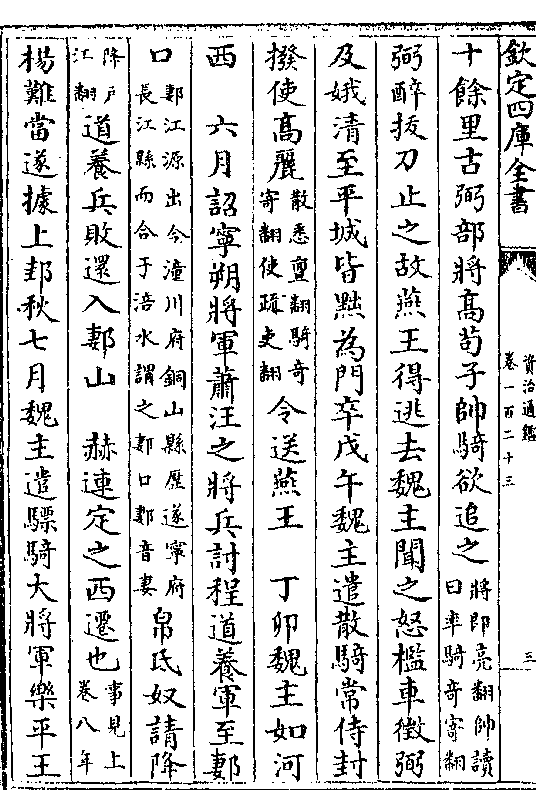 欽定四庫全書
資治通鑑
卷一百二十三
三
十餘里古弼部將髙茍子帥騎欲追之將即亮翻帥讀曰率騎奇寄翻
弼醉拔刀止之故燕王得逃去魏主聞之怒檻車徵弼
及娥清至平城皆黜為門卒戊午魏主遣散騎常侍封
撥使髙麗散悉亶翻騎奇寄翻使疏吏翻令送燕王　丁卯魏主如河
西　六月詔寧朔將軍蕭汪之將兵討程道養軍至郪
口郪江源出今潼川府銅山縣歴遂寧府長江縣而合于涪水謂之郪口郪音妻帛氏奴請降
降戶江翻道養兵敗還入郪山　赫連定之西遷也事見上卷八年
楊難當遂據上邽秋七月魏主遣驃騎大將軍樂平王